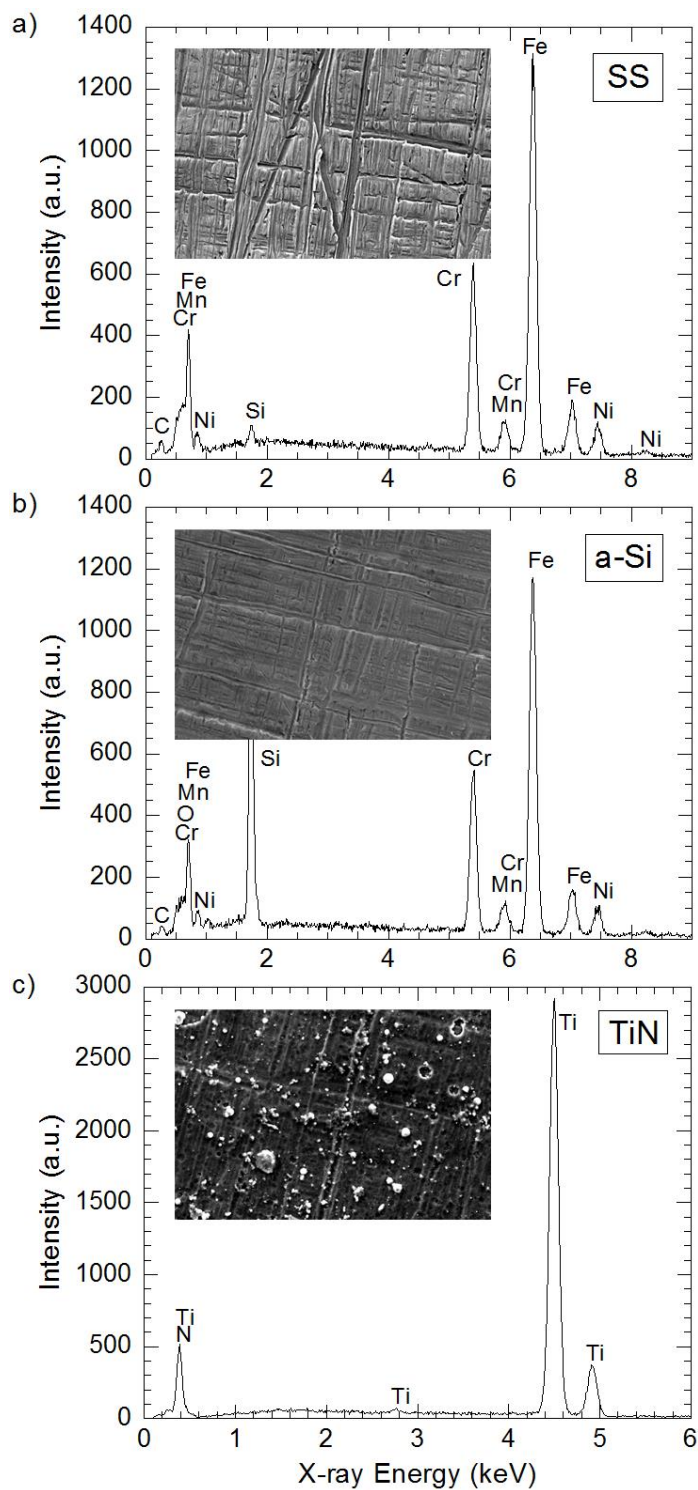 a)
1400
1200
1000
800
600
400
200
0
Intensity (a.u.)
SS
Fe
Cr
Fe
Mn
Cr
C
Ni
Si
Cr
Mn
Fe
Ni
Ni
0 2 4 6 8
b)
1400
1200
1000
800
600
400
200
0
Intensity (a.u.)
a-Si
Fe
Si
Cr
Fe
Mn
O
Cr
C
Ni
Cr
Mn
Fe
Ni
0 2 4 6 8
c)
3000
2500
2000
1500
1000
500
0
Intensity (a.u.)
TiN
Ti
Ti
N
Ti
Ti
0 1 2 3 4 5 6
X-ray Energy (keV)